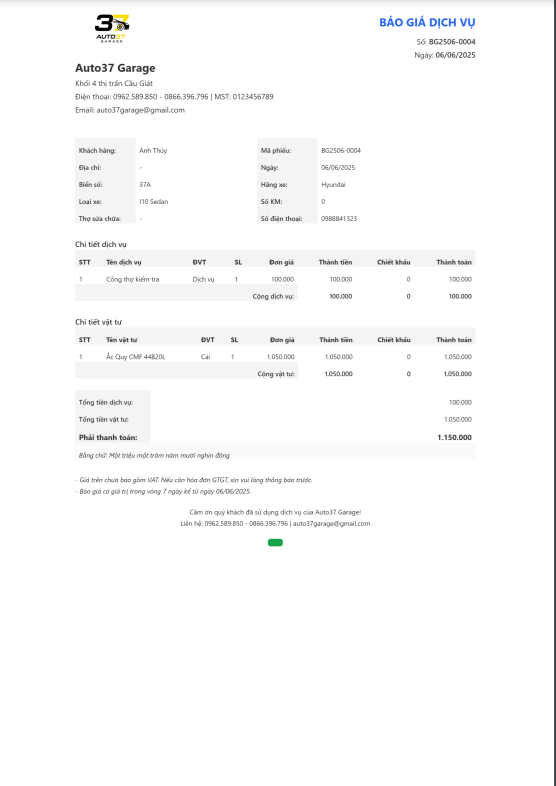 37
AUTO37
GARAGE
BÁO GIÁ DỊCH VỤ
Số: BG2506-0004
Ngày: 06/06/2025
Auto37 Garage
Khối 4 thị trấn Cầu Giát
Điện thoại: 0962.589.850 - 0866.396.796 | MST: 0123456789
Email: auto37garage@gmail.com
Khách hàng: Anh Thủy Mã phiếu: BG2506-0004
Địa chỉ: - Ngày: 06/06/2025
Biển số: 37A Hãng xe: Hyundai
Loại xe: I10 Sedan Số KM: 0
Thợ sửa chữa: - Số điện thoại: 0988841323
Chi tiết dịch vụ
STT Tên dịch vụ ĐVT SL Đơn giá Thành tiền Chiết khấu Thành toán
1 Công thợ kiểm tra Dịch vụ 1 100.000 100.000 0 100.000
Cộng dịch vụ: 100.000 0 100.000
Chi tiết vật tư
STT Tên vật tư ĐVT SL Đơn giá Thành tiền Chiết khấu Thành toán
1 Ắc Quy CMF 44B20L Cái 1 1.050.000 1.050.000 0 1.050.000
Cộng vật tư: 1.050.000 0 1.050.000
Tổng tiền dịch vụ: 100.000
Tổng tiền vật tư: 1.050.000
Phải thanh toán: 1.150.000
Bằng chữ: Một triệu một trăm năm mươi nghìn đồng
- Giá trên chưa bao gồm VAT. Nếu cần hóa đơn GTGT, xin vui lòng thông báo trước.
- Báo giá có giá trị trong vòng 7 ngày kể từ ngày 06/06/2025.
Cảm ơn quý khách đã sử dụng dịch vụ của Auto37 Garage!
Liên hệ: 0962.589.850 - 0866.396.796 | auto37garage@gmail.com